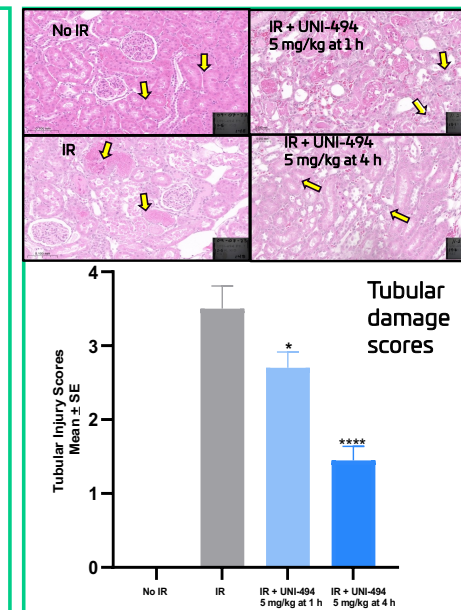 No IR
IR + UNI-494
5 mg/kg at 1 h
IR
IR + UNI-494
5 mg/kg at 4 h
Tubular
damage
scores
Tubular Injury Scores
Mean ± SE
4
3
2
1
0
*
****
No IR
IR
IR + UNI-494
5 mg/kg at 1 h
IR + UNI-494
5 mg/kg at 4 h